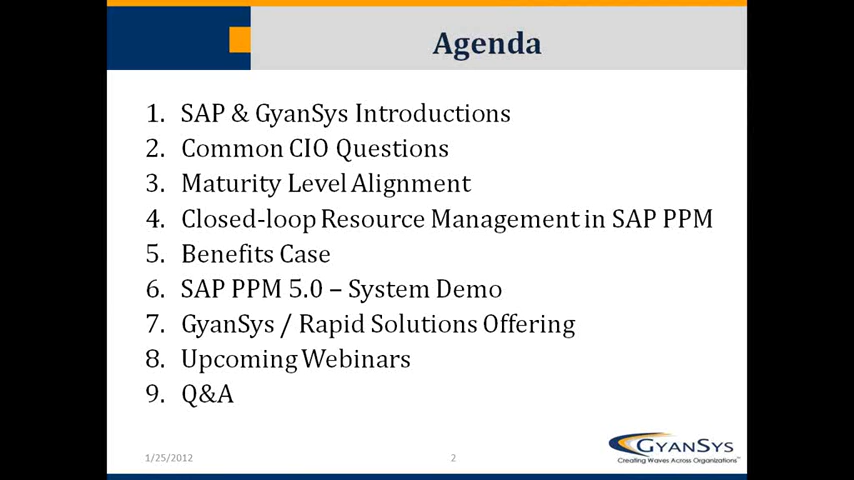 Agenda
1. SAP & GyanSys Introductions
2. Common CIO Questions
3. Maturity Level Alignment
4. Closed-loop Resource Management in SAP PPM
5. Benefits Case
6. SAP PPM 5.0 – System Demo
7. GyanSys / Rapid Solutions Offering
8. Upcoming Webinars
9. Q&A
GyanSys
Creating Waves Across Organizations™
1/25/2012
2